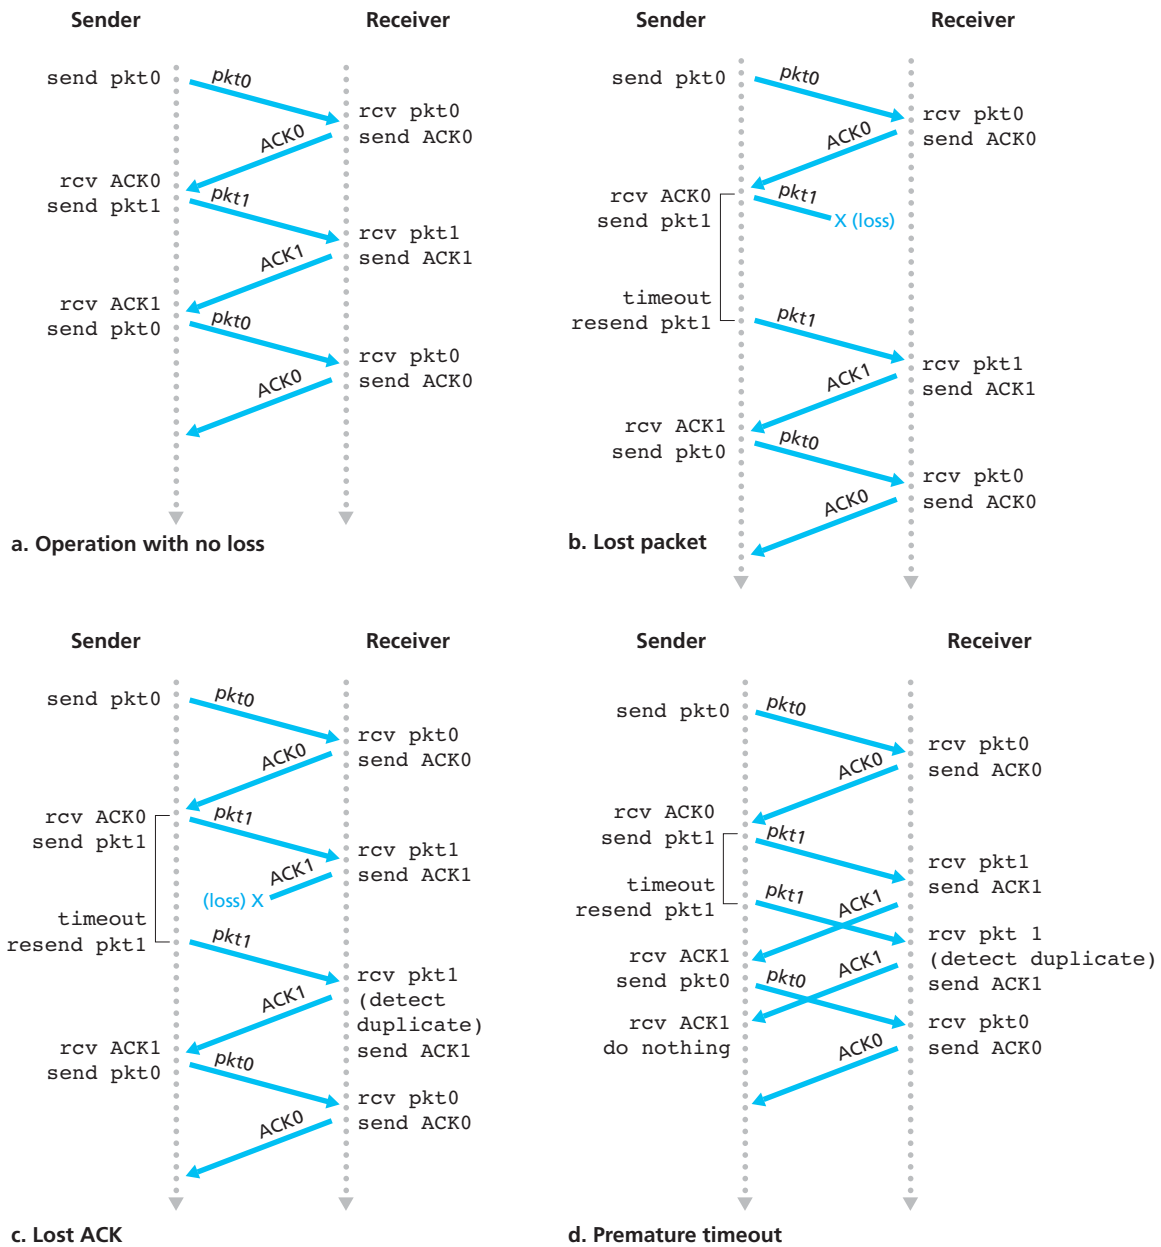 Sender Receiver
send pkt0
pkt0
rcv pkt0
send ACK0
ACK0
rcv ACK0
send pkt1
pkt1
rcv pkt1
send ACK1
ACK1
rcv ACK1
send pkt0
pkt0
rcv pkt0
send ACK0
ACK0
a. Operation with no loss
Sender Receiver
send pkt0
pkt0
rcv pkt0
send ACK0
ACK0
rcv ACK0
send pkt1
pkt1
X (loss)
timeout
resend pkt1
pkt1
rcv pkt1
send ACK1
ACK1
rcv ACK1
send pkt0
pkt0
rcv pkt0
send ACK0
ACK0
b. Lost packet
Sender Receiver
send pkt0
pkt0
rcv pkt0
send ACK0
ACK0
rcv ACK0
send pkt1
pkt1
rcv pkt1
send ACK1
ACK1
(loss) X
timeout
resend pkt1
pkt1
rcv pkt1
(detect
duplicate)
send ACK1
ACK1
rcv ACK1
send pkt0
pkt0
rcv pkt0
send ACK0
ACK0
c. Lost ACK
Sender Receiver
send pkt0
pkt0
rcv pkt0
send ACK0
ACK0
rcv ACK0
send pkt1
pkt1
rcv pkt1
send ACK1
timeout
resend pkt1
pkt1
ACK1
rcv pkt 1
(detect duplicate)
send ACK1
rcv ACK1
send pkt0
pkt0
ACK1
rcv ACK1
do nothing
rcv pkt0
send ACK0
ACK0
d. Premature timeout